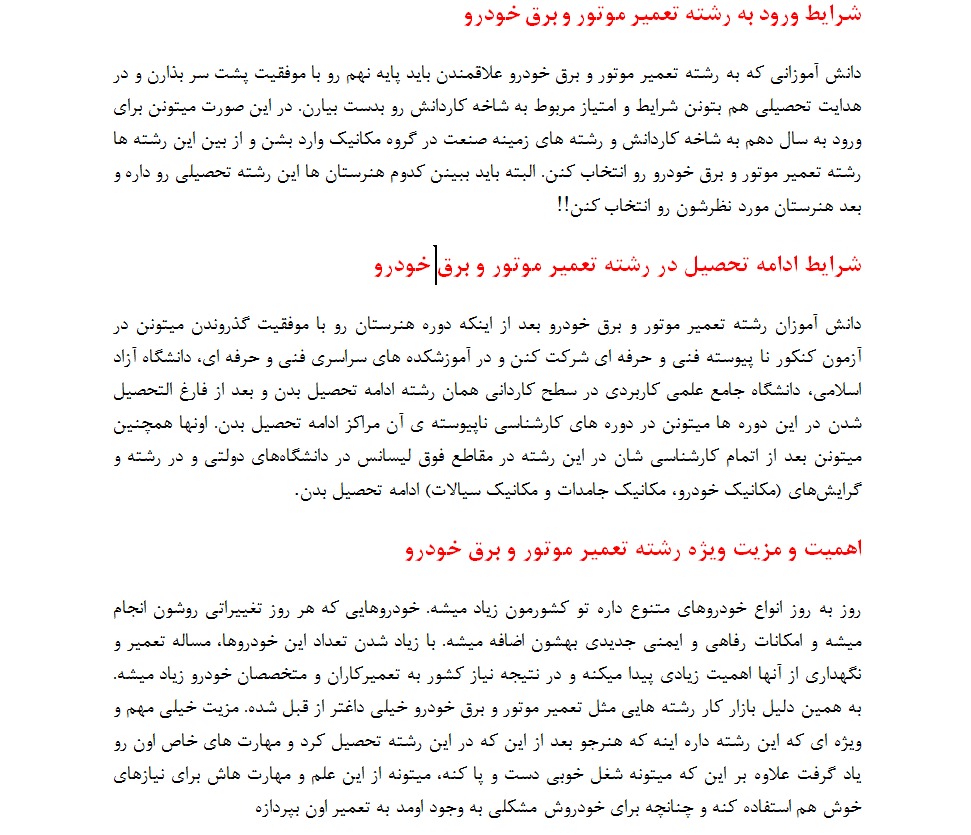 شرایط ورود به رشته تعمیر موتور و برق خودرو
دانش آموزانی که به رشته تعمیر موتور و برق خودرو علاقمندن باید پایه نهم رو با موفقیت پشت سر بذارن و در
هدایت تحصیلی هم بتونن شرایط و امتیاز مربوط به شاخه کاردانش رو بدست بیارن. در این صورت میتونن برای
ورود به سال دهم به شاخه کاردانش و رشته های زمینه صنعت در گروه مکانیک وارد بشن و از بین این رشته ها
رشته تعمیر موتور و برق خودرو رو انتخاب کنن. البته باید ببینن کدوم هنرستان ها این رشته تحصیلی رو داره و
بعد هنرستان مورد نظرشون رو انتخاب کنن!!
شرایط ادامه تحصیل در رشته تعمیر موتور و برق خودرو
دانش آموزان رشته تعمیر موتور و برق خودرو بعد از اینکه دوره هنرستان رو با موفقیت گذروندن میتونن در
آزمون کنکور نا پیوسته فنی و حرفه ای شرکت کنن و در آموزشکده های سراسری فنی و حرفه ای، دانشگاه آزاد
اسلامی، دانشگاه جامع علمی کاربردی در سطح کاردانی همان رشته ادامه تحصیل بدن و بعد از فارغ التحصیل
شدن در این دوره ها میتونن در دوره های کارشناسی ناپیوسته ی آن مراکز ادامه تحصیل بدن. اونها همچنین
میتونن بعد از اتمام کارشناسی شان در این رشته در مقاطع فوق لیسانس در دانشگاه‌های دولتی و در رشته و
گرایش‌های (مکانیک خودرو، مکانیک جامدات و مکانیک سیالات) ادامه تحصیل بدن.
اهمیت و مزیت ویژه رشته تعمیر موتور و برق خودرو
روز به روز انواع خودروهای متنوع داره تو کشورمون زیاد میشه. خودروهایی که هر روز تغییراتی روشون انجام
میشه و امکانات رفاهی و ایمنی جدیدی بهشون اضافه میشه. با زیاد شدن تعداد این خودروها، مساله تعمیر و
نگهداری از آنها اهمیت زیادی پیدا میکنه و در نتیجه نیاز کشور به تعمیرکاران و متخصصان خودرو زیاد میشه.
به همین دلیل بازار کار رشته هایی مثل تعمیر موتور و برق خودرو خیلی داغتر از قبل شده. مزیت خیلی مهم و
ویژه ای که این رشته داره اینه که هنرجو بعد از این که در این رشته تحصیل کرد و مهارت های خاص اون رو
یاد گرفت علاوه بر این که میتونه شغل خوبی دست و پا کنه، میتونه از این علم و مهارت هاش برای نیازهای
خوش هم استفاده کنه و چنانچه برای خودروش مشکلی به وجود اومد به تعمیر اون بپردازه